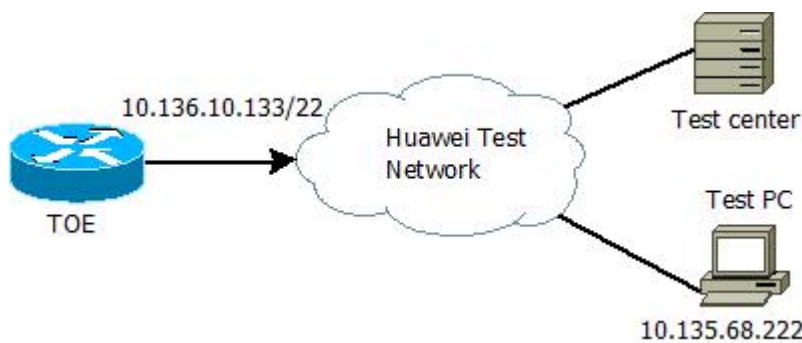 10.136.10.133/22
Huawei Test
Network
TOE
Test center
Test PC
10.135.68.222